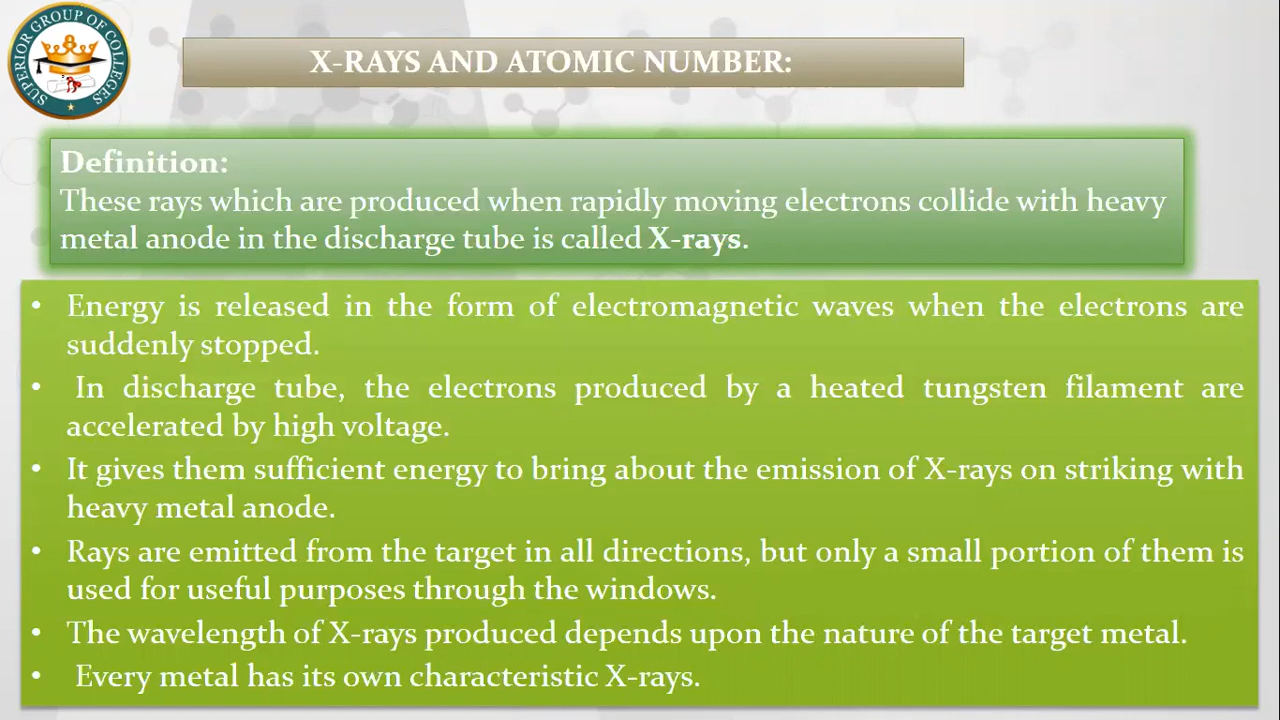 SUPERIOR GROUP OF COLLEGES
X-RAYS AND ATOMIC NUMBER:
Definition:
These rays which are produced when rapidly moving electrons collide with heavy
metal anode in the discharge tube is called X-rays.
• Energy is released in the form of electromagnetic waves when the electrons are
suddenly stopped.
• In discharge tube, the electrons produced by a heated tungsten filament are
accelerated by high voltage.
• It gives them sufficient energy to bring about the emission of X-rays on striking with
heavy metal anode.
• Rays are emitted from the target in all directions, but only a small portion of them is
used for useful purposes through the windows.
• The wavelength of X-rays produced depends upon the nature of the target metal.
• Every metal has its own characteristic X-rays.